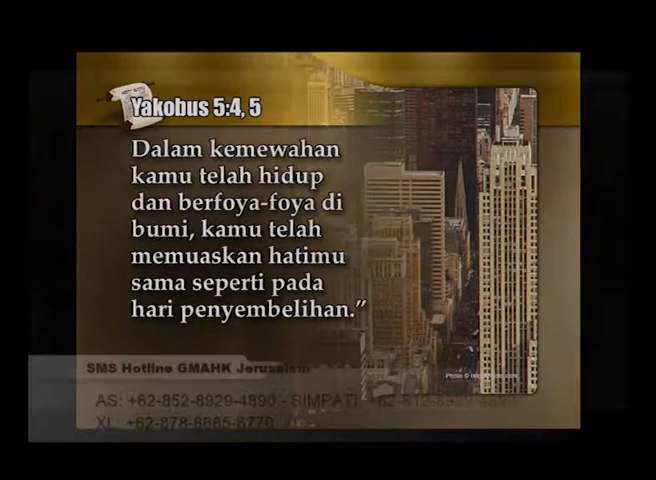 Yakobus 5:4, 5
Dalam kemewahan
kamu telah hidup
dan berfoya-foya di
bumi, kamu telah
memuaskan hatimu
sama seperti pada
hari penyembelihan.”
SMS Hotline GMAHK Jerusalem
AS: +62-852-8929-4890 - SIMPATI
XL: +62-878-8885-6770